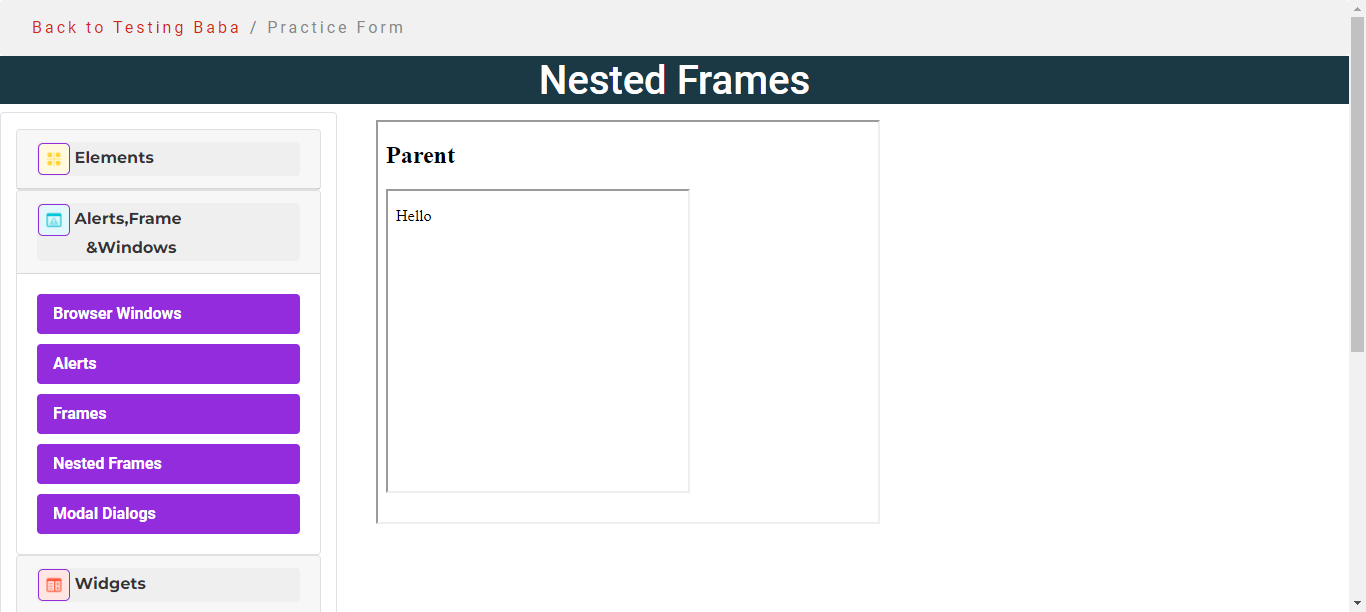 Back to Testing Baba / Practice Form
Nested Frames
Elements
Alerts,Frame
&Windows
Browser Windows
Alerts
Frames
Nested Frames
Modal Dialogs
Widgets
Parent
Hello